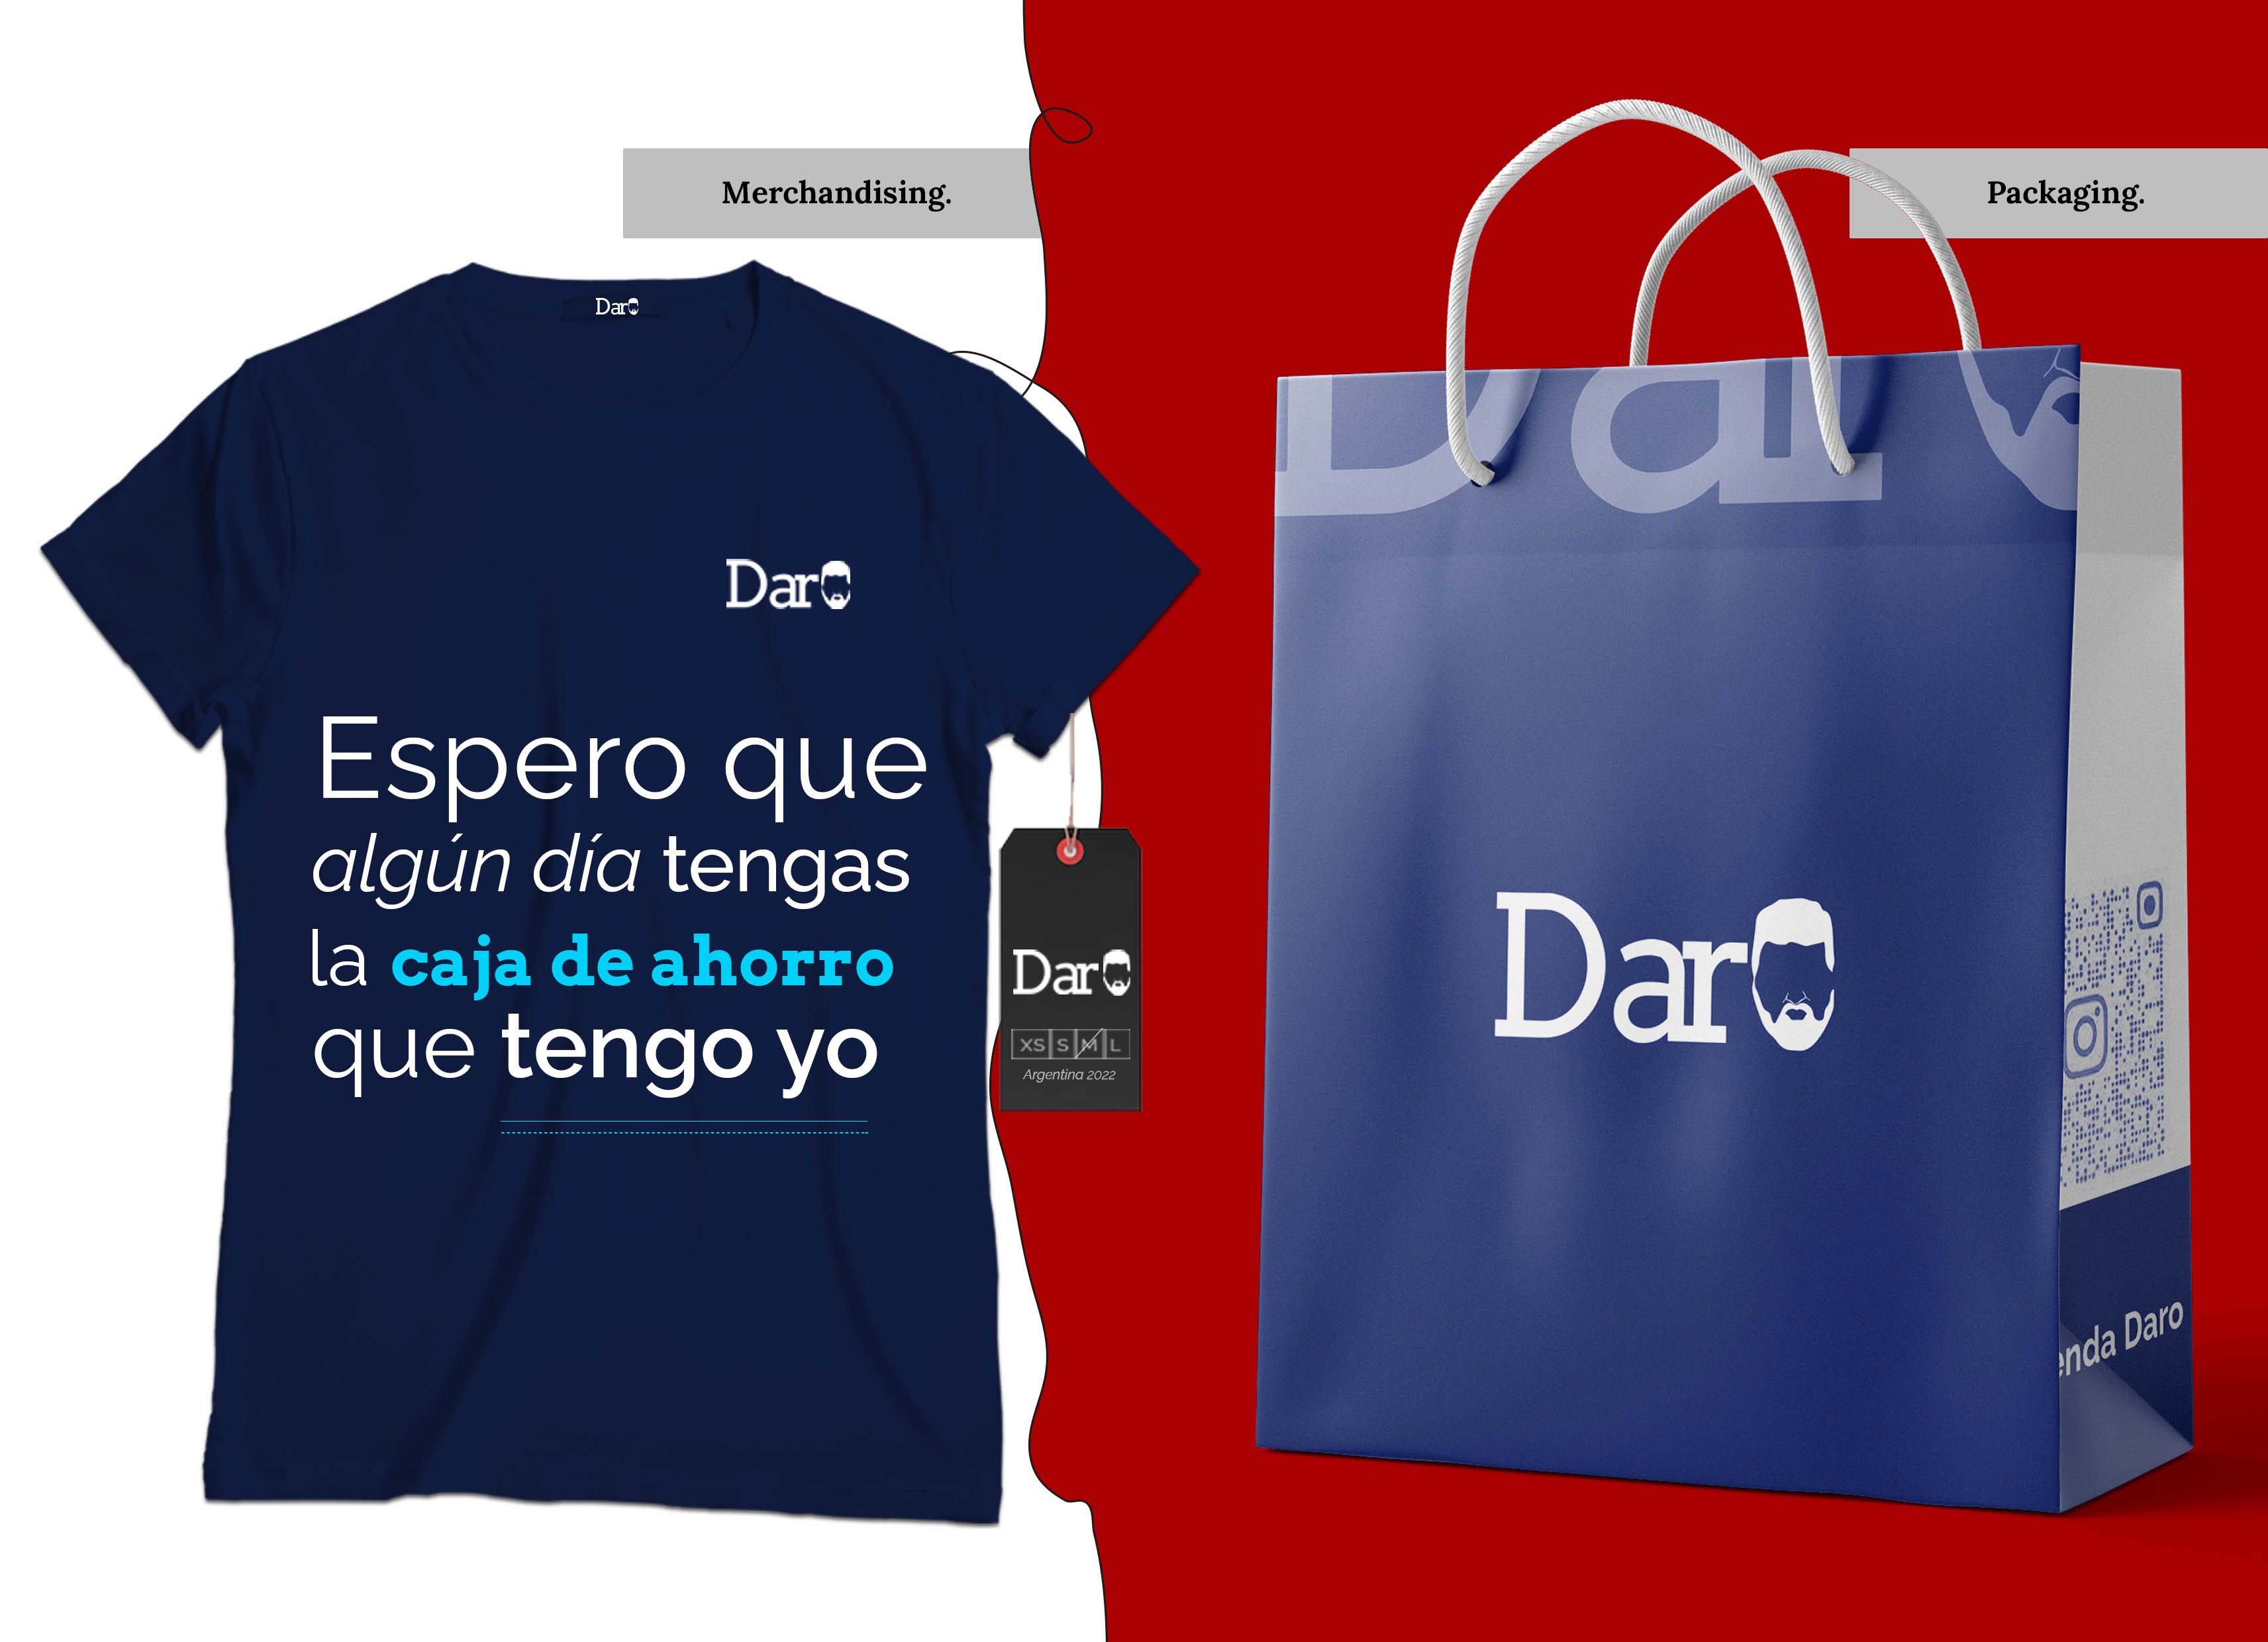 Merchandising.
Packaging.
Daro
Daro
Espero que
algún día tengas
la caja de ahorro
que tengo yo
Daro
XS S M L
Argentina 2022
Daro
Daro
enda Daro